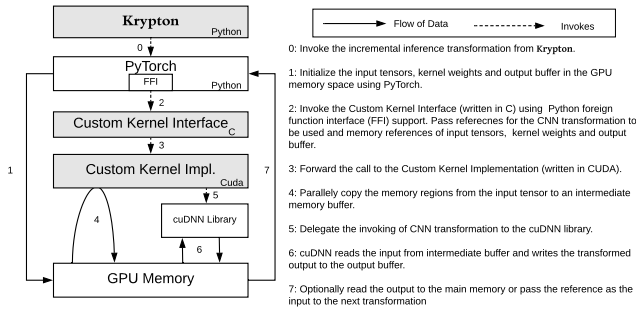 Krypton
Python
0
PyTorch
FFI
Python
2
Custom Kernel Interface
C
3
Custom Kernel Impl.
Cuda
1
7
5
4
cuDNN Library
6
GPU Memory
Flow of Data
Invokes
0: Invoke the incremental inference transformation from Krypton.
1: Initialize the input tensors, kernel weights and output buffer in the GPU
memory space using PyTorch.
2: Invoke the Custom Kernel Interface (written in C) using Python foreign
function interface (FFI) support. Pass referecnes for the CNN transformation to
be used and memory references of input tensors, kernel weights and output
buffer.
3: Forward the call to the Custom Kernel Implementation (written in CUDA).
4: Parallely copy the memory regions from the input tensor to an intermediate
memory buffer.
5: Delegate the invoking of CNN transformation to the cuDNN library.
6: cuDNN reads the input from intermediate buffer and writes the transformed
output to the output buffer.
7: Optionally read the output to the main memory or pass the reference as the
input to the next transformation